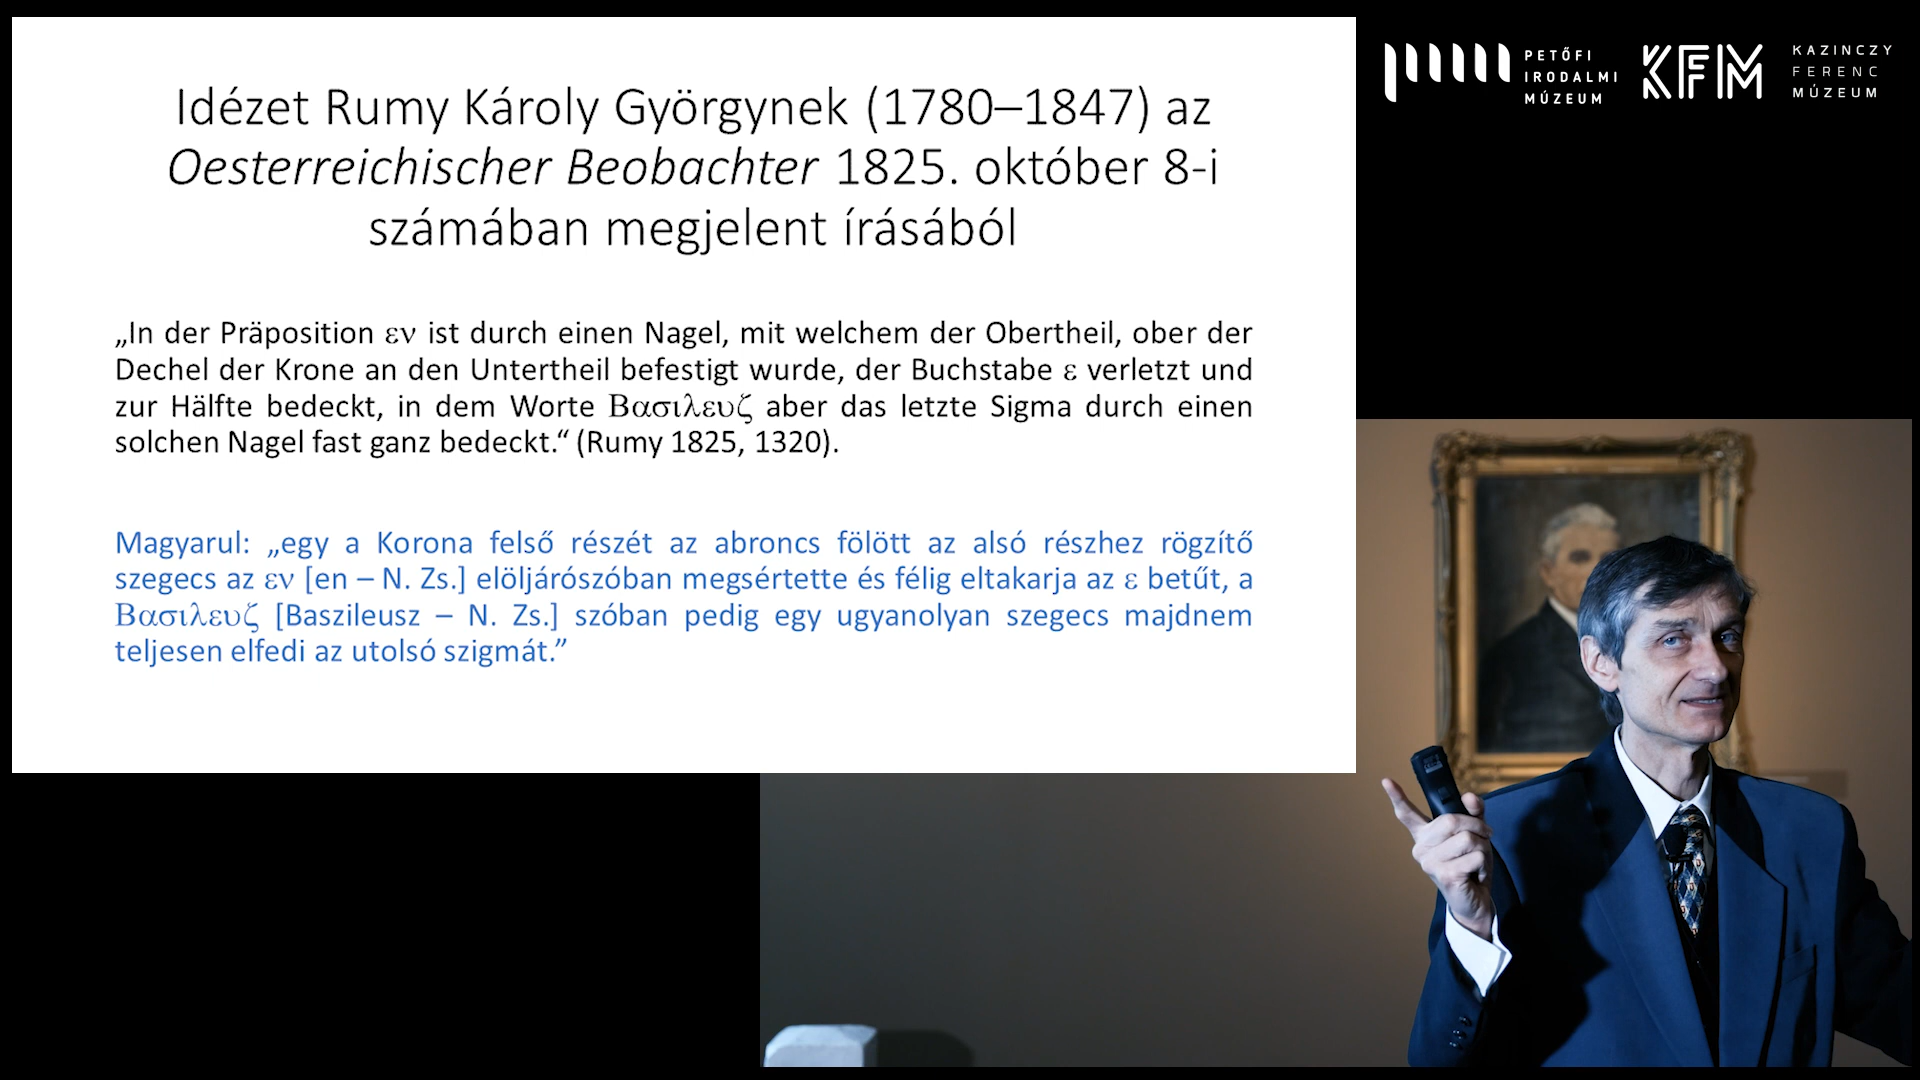 Idézet Rumy Károly Györgynek (1780–1847) az
Oesterreichischer Beobachter 1825. október 8-i
számában megjelent írásából
„In der Präposition εν ist durch einen Nagel, mit welchem der Obertheil, ober der
Dechel der Krone an den Untertheil befestigt wurde, der Buchstabe ε verletzt und
zur Hälfte bedeckt, in dem Worte Βασιλευζ aber das letzte Sigma durch einen
solchen Nagel fast ganz bedeckt.“ (Rumy 1825, 1320).
Magyarul: „egy a Korona felső részét az abroncs fölött az alsó részhez rögzítő
szegecs az εν [en – N. Zs.] elöljárószóban megsértette és félig eltakarja az ε betűt, a
Βασιλευζ [Baszileusz – N. Zs.] szóban pedig egy ugyanolyan szegecs majdnem
teljesen elfedi az utolsó szigmát.”
PETŐFI
IRODALMI
MÚZEUM
KFM
KAZINCZY
FERENC
MÚZEUM